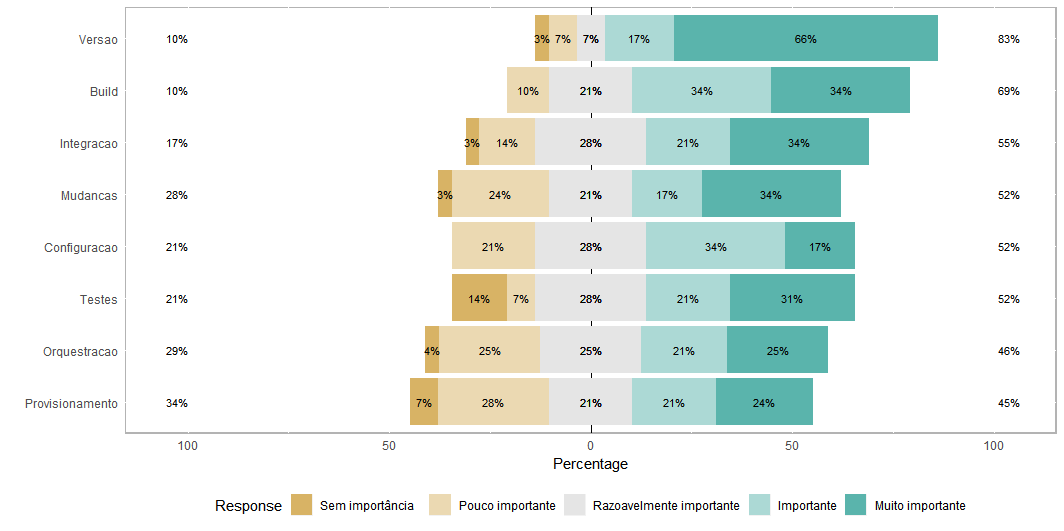 Versao 10% 3% 7% 7% 17% 66% 83%
Build 10% 10% 21% 34% 34% 69%
Integracao 17% 3% 14% 28% 21% 34% 55%
Mudancas 28% 3% 24% 21% 17% 34% 52%
Configuracao 21% 21% 28% 34% 17% 52%
Testes 21% 14% 7% 28% 21% 31% 52%
Orquestracao 29% 4% 25% 25% 21% 25% 46%
Provisionamento 34% 7% 28% 21% 21% 24% 45%
100 50 0 50 100
Percentage
Response Sem importância Pouco importante Razoavelmente importante Importante Muito importante